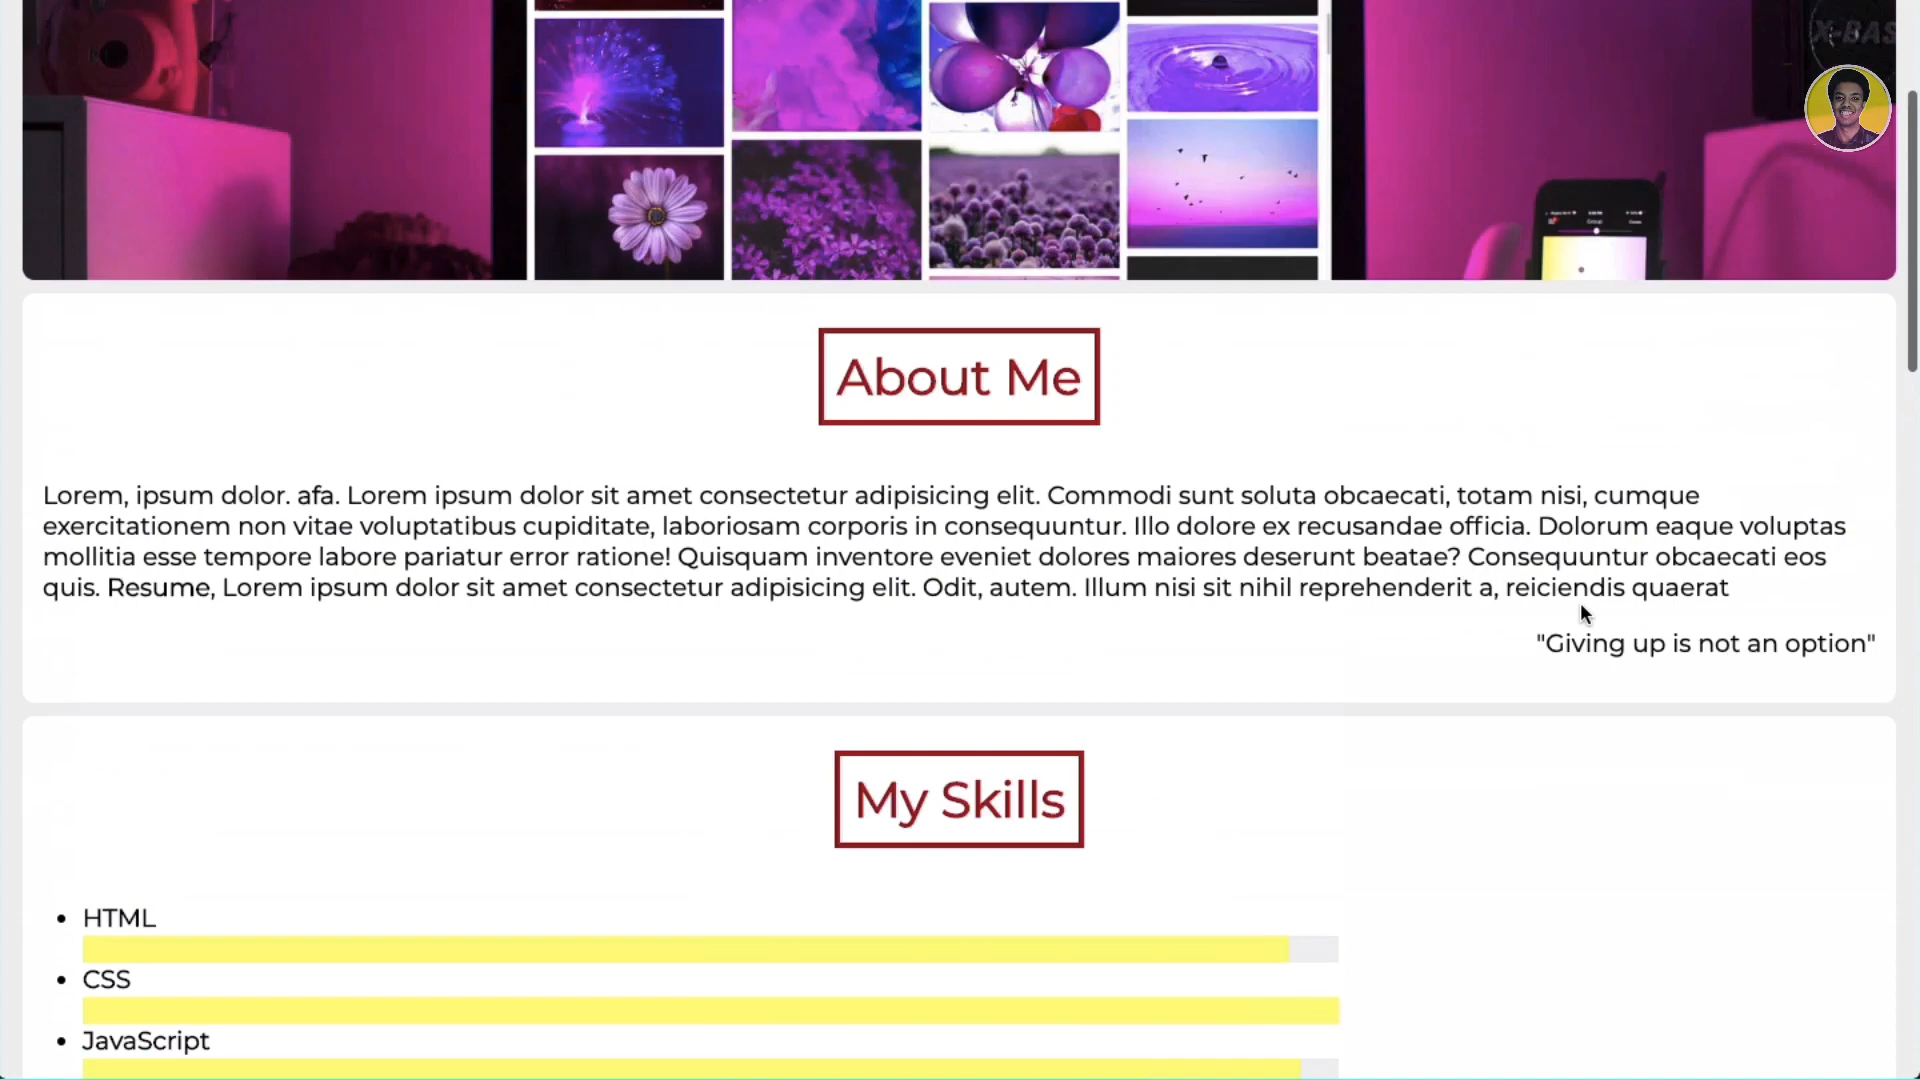 X-BAS
Group
About Me
Lorem, ipsum dolor. afa. Lorem ipsum dolor sit amet consectetur adipisicing elit. Commodi sunt soluta obcaecati, totam nisi, cumque
exercitationem non vitae voluptatibus cupiditate, laboriosam corporis in consequuntur. Illo dolore ex recusandae officia. Dolorum eaque voluptas
mollitia esse tempore labore pariatur error ratione! Quisquam inventore eveniet dolores maiores deserunt beatae? Consequuntur obcaecati eos
quis. Resume, Lorem ipsum dolor sit amet consectetur adipisicing elit. Odit, autem. Illum nisi sit nihil reprehenderit a, reiciendis quaerat
"Giving up is not an option"
My Skills
• HTML
• CSS
• JavaScript